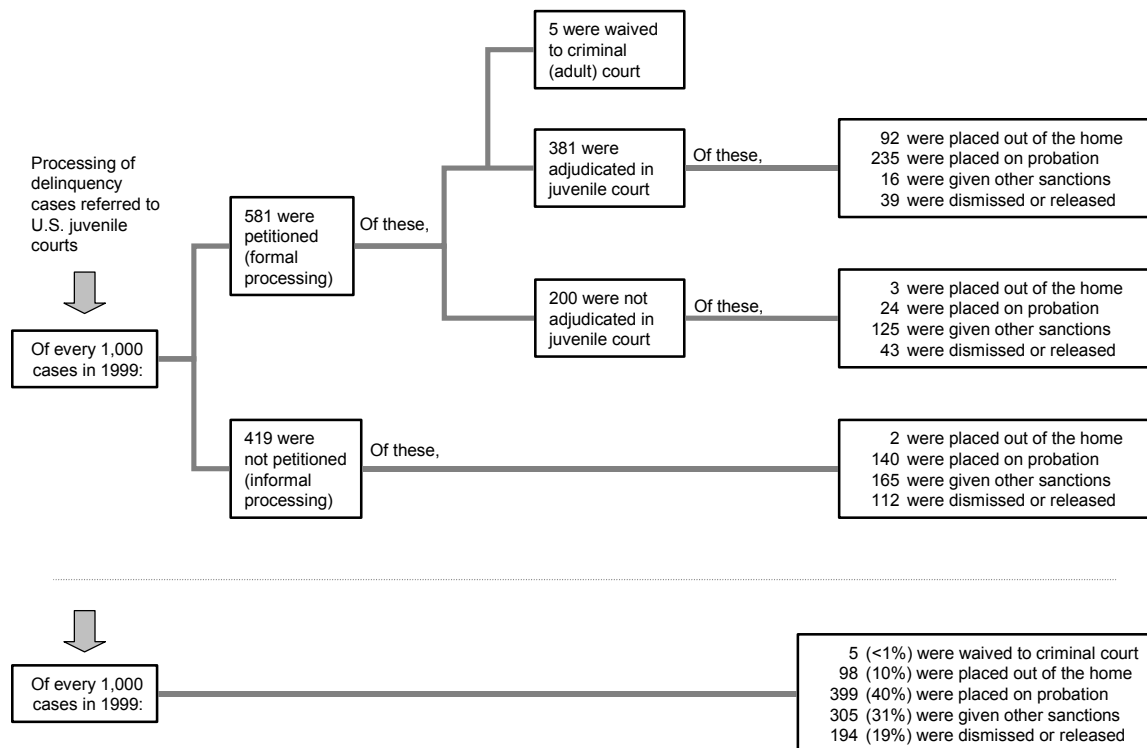 5 were waived
to criminal
(adult) court
Processing of
delinquency
cases referred to
U.S. juvenile
courts
581 were
petitioned
(formal
processing)
Of these,
381 were
adjudicated in
juvenile court
Of these,
92 were placed out of the home
235 were placed on probation
16 were given other sanctions
39 were dismissed or released
200 were not
adjudicated in
juvenile court
Of these,
3 were placed out of the home
24 were placed on probation
125 were given other sanctions
43 were dismissed or released
Of every 1,000
cases in 1999:
419 were
not petitioned
(informal
processing)
Of these,
2 were placed out of the home
140 were placed on probation
165 were given other sanctions
112 were dismissed or released
Of every 1,000
cases in 1999:
5 (<1%) were waived to criminal court
98 (10%) were placed out of the home
399 (40%) were placed on probation
305 (31%) were given other sanctions
194 (19%) were dismissed or released